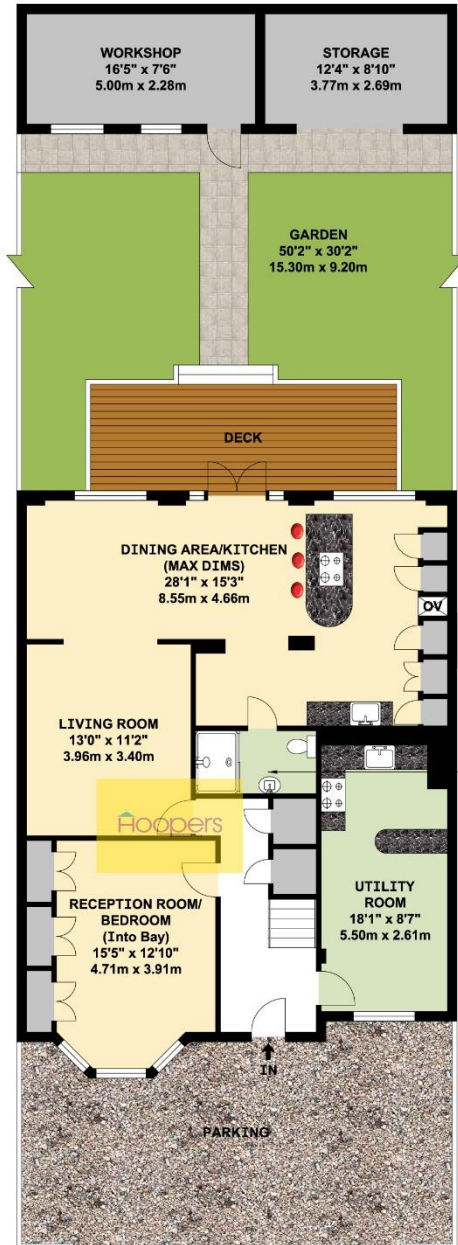 WORKSHOP
16'5" x 7'6"
5.00m x 2.28m
STORAGE
12'4" x 8'10"
3.77m x 2.69m
GARDEN
50'2" x 30'2"
15.30m x 9.20m
DECK
DINING AREA/KITCHEN
(MAX DIMS)
28'1" x 15'3"
8.55m x 4.66m
OV
LIVING ROOM
13'0" x 11'2"
3.96m x 3.40m
Hoopers
RECEPTION ROOM/
BEDROOM
(Into Bay)
15'5" x 12'10"
4.71m x 3.91m
UTILITY
ROOM
18'1" x 8'7"
5.50m x 2.61m
IN
PARKING